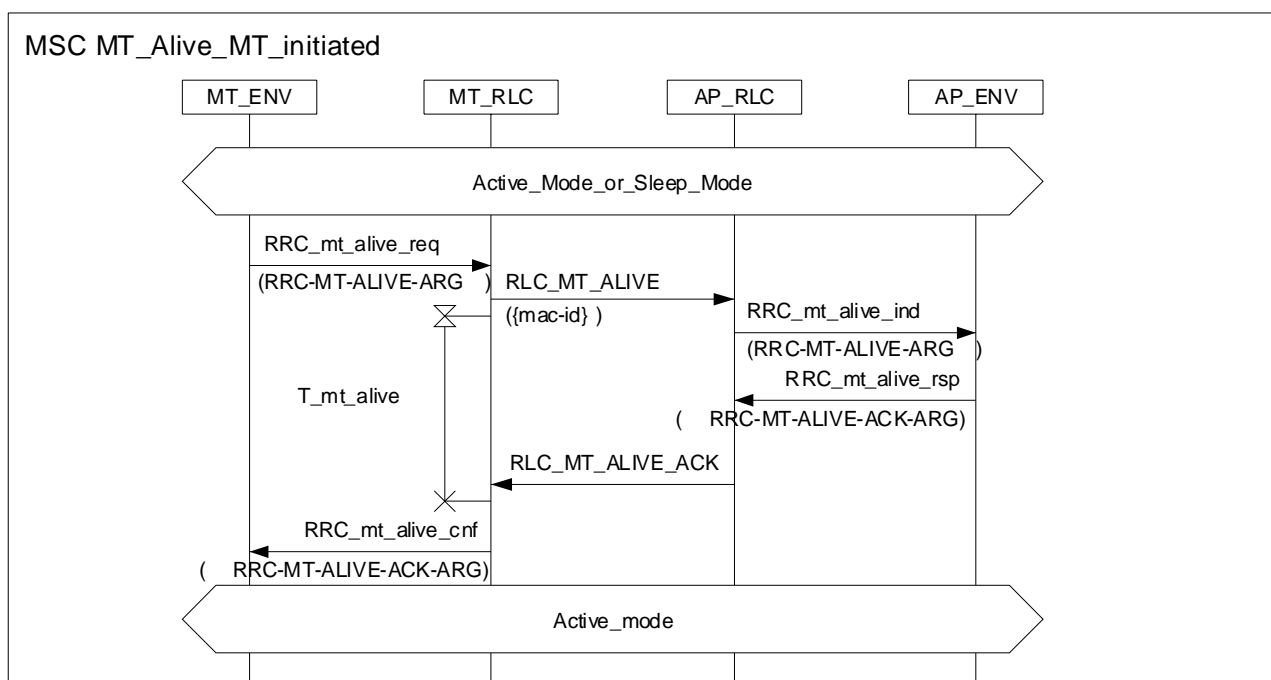 MSC MT_Alive_MT_initiated
MT_ENV
MT_RLC
AP_RLC
AP_ENV
Active_Mode_or_Sleep_Mode
RRC_mt_alive_req
(RRC-MT-ALIVE-ARG )
RLC_MT_ALIVE
({mac-id} )
RRC_mt_alive_ind
(RRC-MT-ALIVE-ARG )
RRC_mt_alive_rsp
( RRC-MT-ALIVE-ACK-ARG)
T_mt_alive
RLC_MT_ALIVE_ACK
RRC_mt_alive_cnf
( RRC-MT-ALIVE-ACK-ARG)
Active_mode